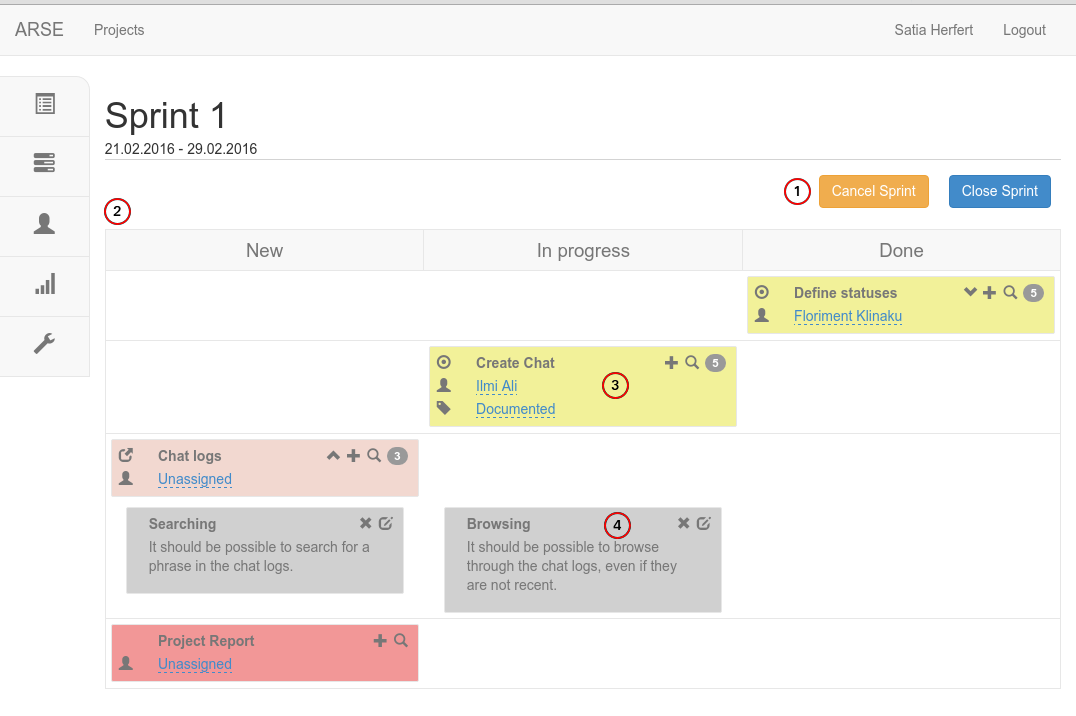 ARSE Projects Satia Herfert Logout
Sprint 1
21.02.2016 - 29.02.2016
1 Cancel Sprint Close Sprint
2
New In progress Done
Define statuses 5
Floriment Klinaku
Create Chat 5
Ilmi Ali 3
Documented
Chat logs 3
Unassigned
Searching
It should be possible to search for a
phrase in the chat logs.
Browsing 4
It should be possible to browse
through the chat logs, even if they
are not recent.
Project Report
Unassigned